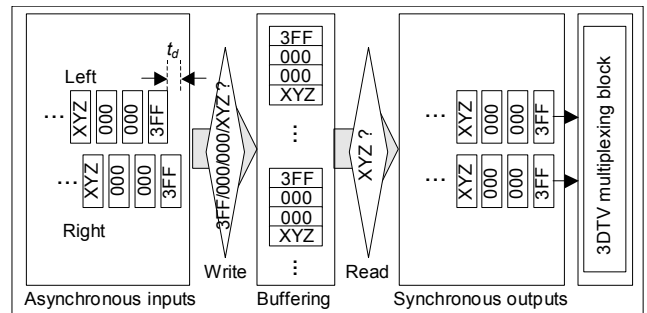 t_d
Left
... XYZ 000 000 3FF
... XYZ 000 000 3FF
Right
Asynchronous inputs
3FF/000/000/XYZ ?
Write
3FF
000
000
XYZ
...
3FF
000
000
XYZ
...
Buffering
XYZ ?
Read
... XYZ 000 000 3FF
... XYZ 000 000 3FF
Synchronous outputs
3DTV multiplexing block